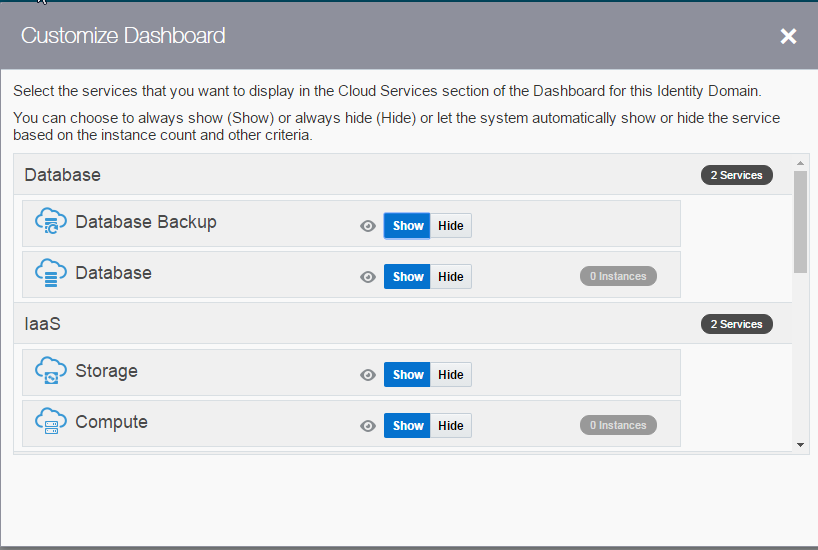 Customize Dashboard
Select the services that you want to display in the Cloud Services section of the Dashboard for this Identity Domain.
You can choose to always show (Show) or always hide (Hide) or let the system automatically show or hide the service
based on the instance count and other criteria.
Database 2 Services
Database Backup Show Hide
Database Show Hide 0 Instances
IaaS 2 Services
Storage Show Hide
Compute Show Hide 0 Instances